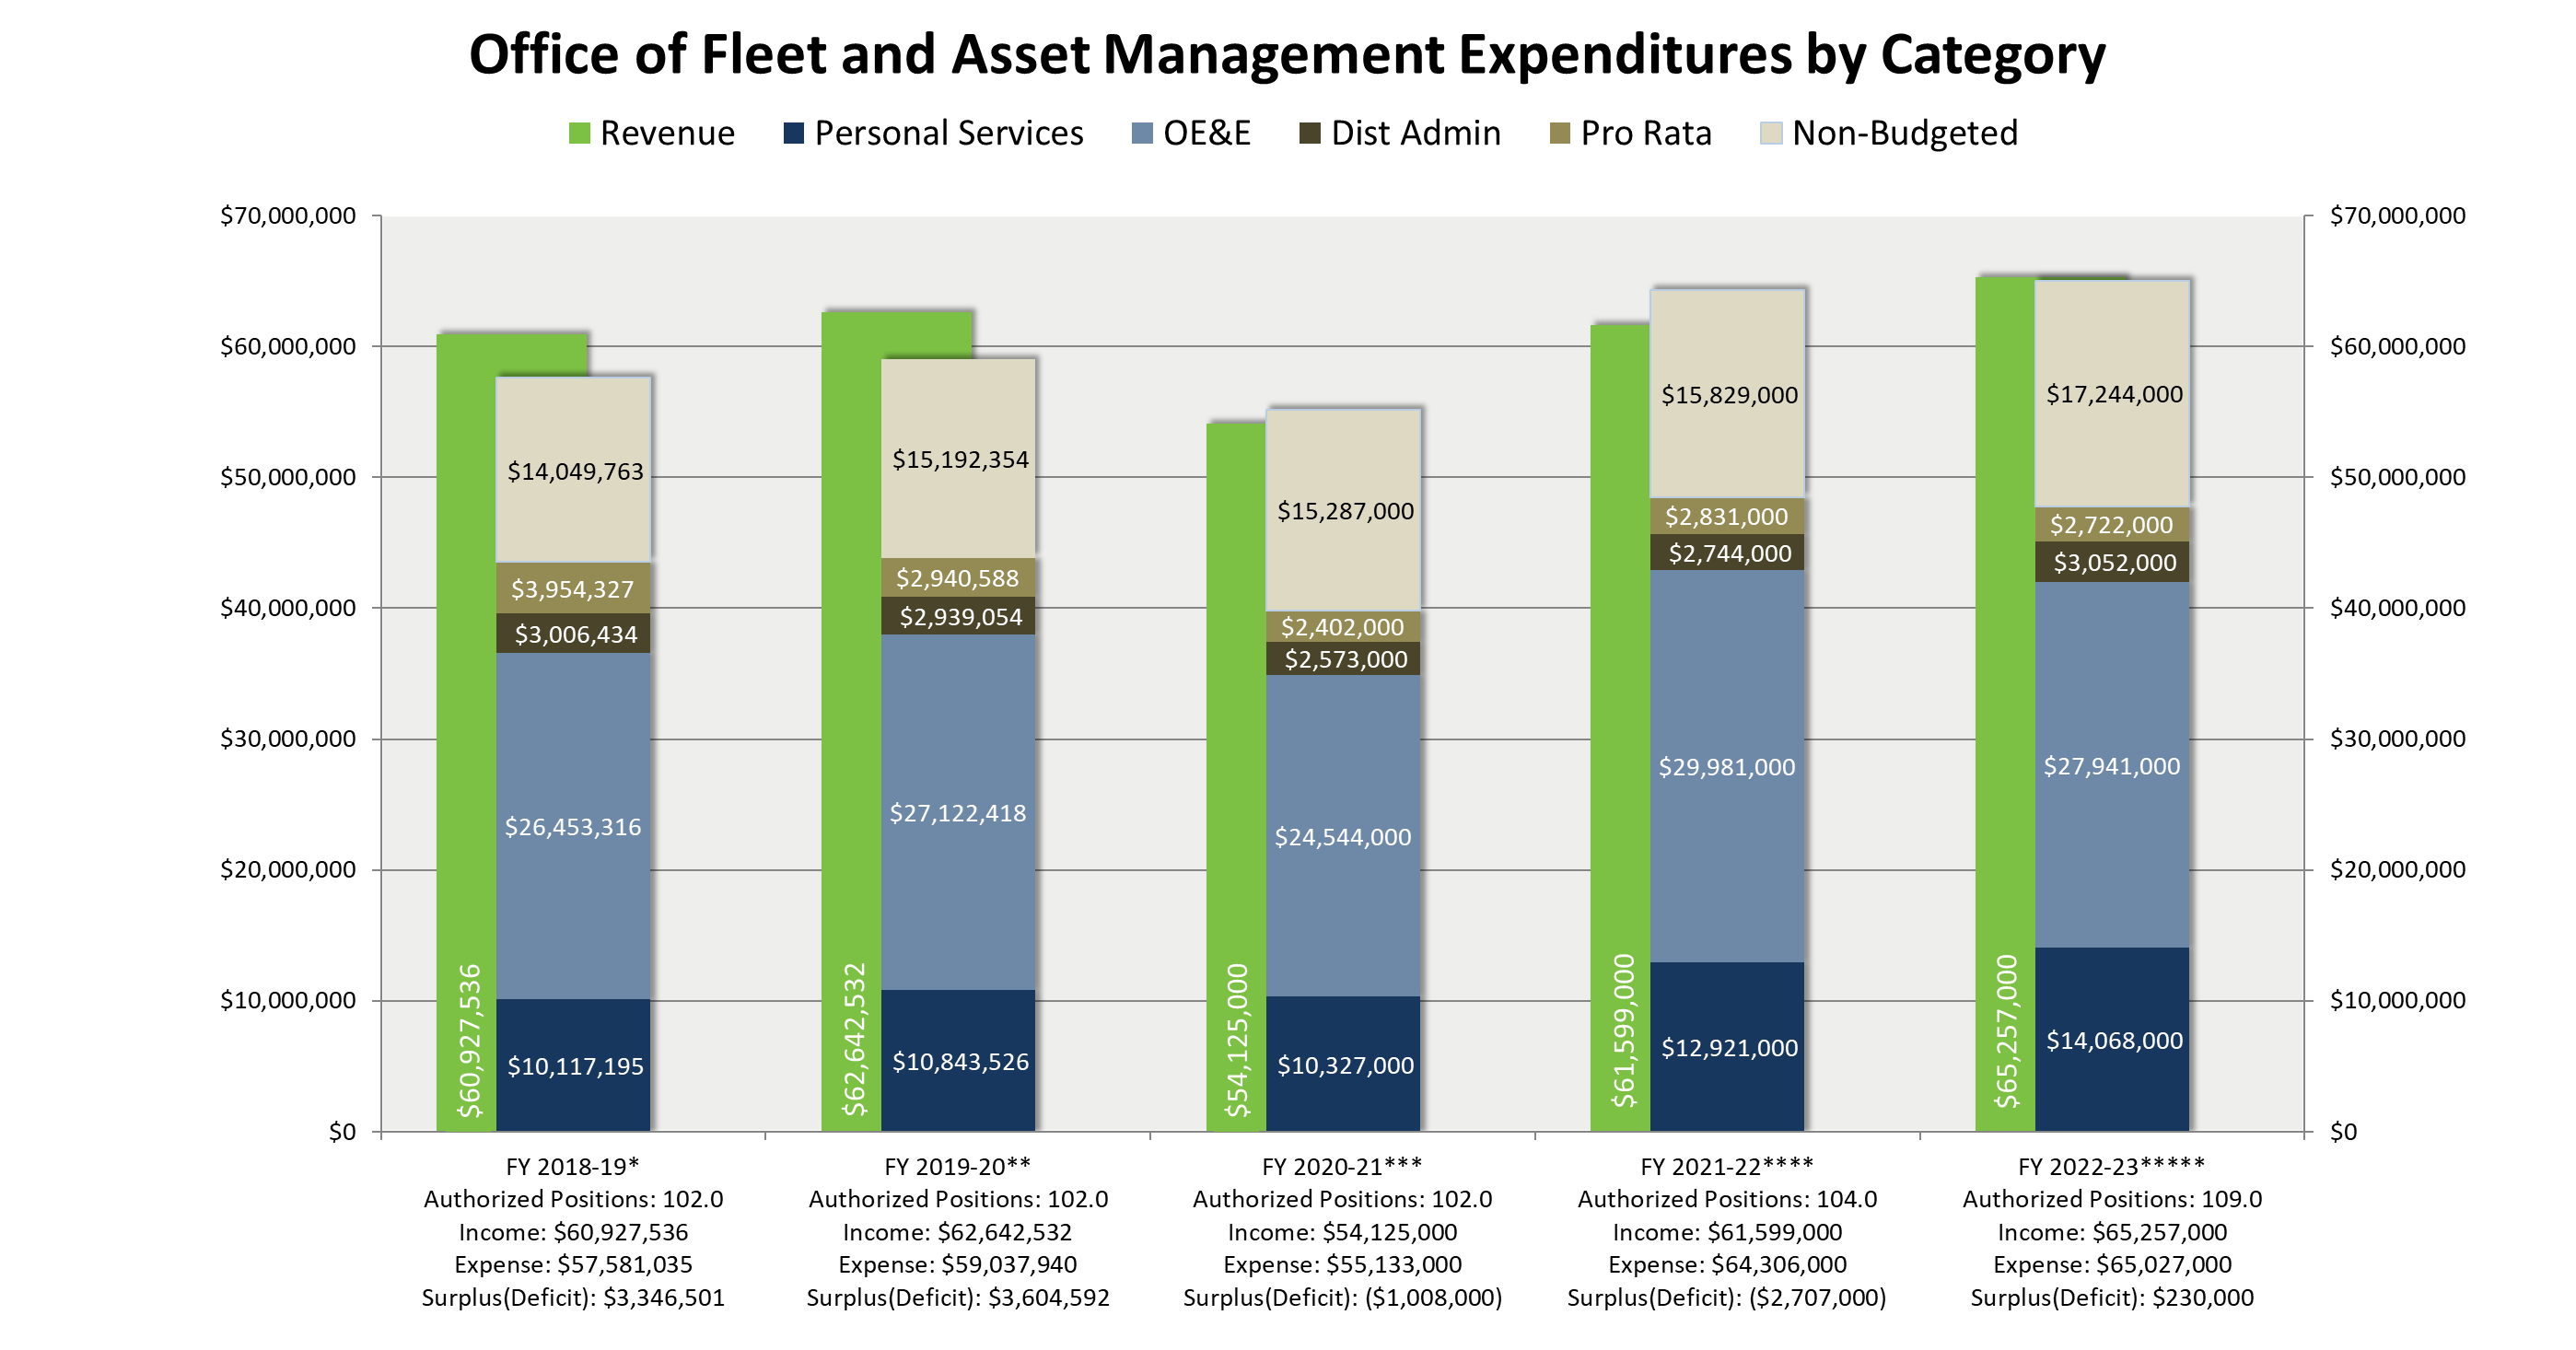 Office of Fleet and Asset Management Expenditures by Category
Revenue Personal Services OE&E Dist Admin Pro Rata Non-Budgeted
$70,000,000
$60,000,000
$50,000,000
$40,000,000
$30,000,000
$20,000,000
$10,000,000
$0
$60,927,536
$14,049,763
$3,954,327
$3,006,434
$26,453,316
$10,117,195
$62,642,532
$15,192,354
$2,940,588
$2,939,054
$27,122,418
$10,843,526
$54,125,000
$15,287,000
$2,402,000
$2,573,000
$24,544,000
$10,327,000
$61,599,000
$15,829,000
$2,831,000
$2,744,000
$29,981,000
$12,921,000
$65,257,000
$17,244,000
$2,722,000
$3,052,000
$27,941,000
$14,068,000
$70,000,000
$60,000,000
$50,000,000
$40,000,000
$30,000,000
$20,000,000
$10,000,000
$0
FY 2018-19*
Authorized Positions: 102.0
Income: $60,927,536
Expense: $57,581,035
Surplus(Deficit): $3,346,501
FY 2019-20**
Authorized Positions: 102.0
Income: $62,642,532
Expense: $59,037,940
Surplus(Deficit): $3,604,592
FY 2020-21***
Authorized Positions: 102.0
Income: $54,125,000
Expense: $55,133,000
Surplus(Deficit): ($1,008,000)
FY 2021-22****
Authorized Positions: 104.0
Income: $61,599,000
Expense: $64,306,000
Surplus(Deficit): ($2,707,000)
FY 2022-23*****
Authorized Positions: 109.0
Income: $65,257,000
Expense: $65,027,000
Surplus(Deficit): $230,000